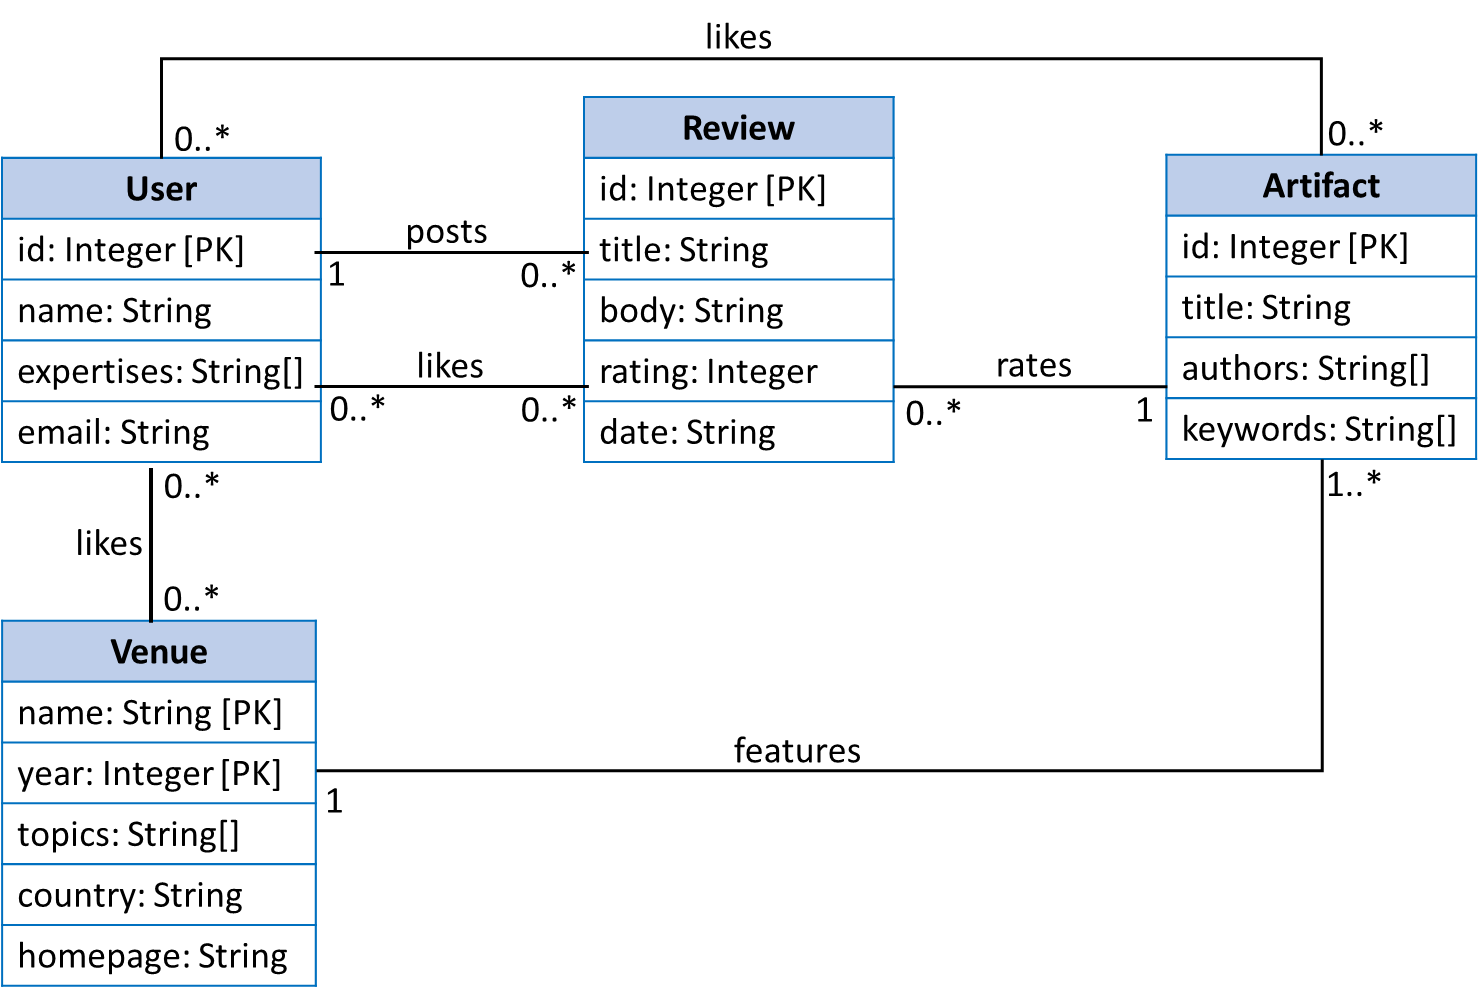 likes
0..*
0..*
User
id: Integer [PK]
name: String
expertises: String[]
email: String
posts
1
0..*
likes
0..*
0..*
Review
id: Integer [PK]
title: String
body: String
rating: Integer
date: String
rates
0..*
1
Artifact
id: Integer [PK]
title: String
authors: String[]
keywords: String[]
1..*
0..*
likes
0..*
Venue
name: String [PK]
year: Integer [PK]
topics: String[]
country: String
homepage: String
features
1